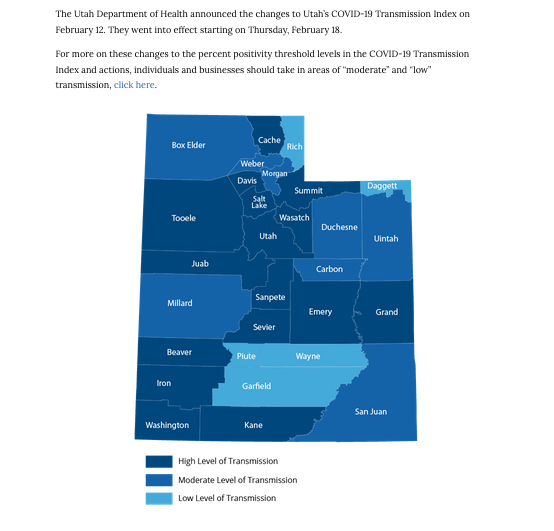 The Utah Department of Health announced the changes to Utah's COVID-19 Transmission Index on
February 12. They went into effect starting on Thursday, February 18.
For more on these changes to the percent positivity threshold levels in the COVID-19 Transmission
Index and actions, individuals and businesses should take in areas of "moderate" and "low"
transmission, click here.
Cache
Box Elder
Rich
Weber
Morgan
Davis
Daggett
Summit
Salt
Lake
Tooele
Wasatch
Duchesne
Utah
Uintah
Juab
Carbon
Sanpete
Millard
Emery
Grand
Sevier
Beaver
Piute
Wayne
Iron
Garfield
San Juan
Washington
Kane
High Level of Transmission
Moderate Level of Transmission
Low Level of Transmission